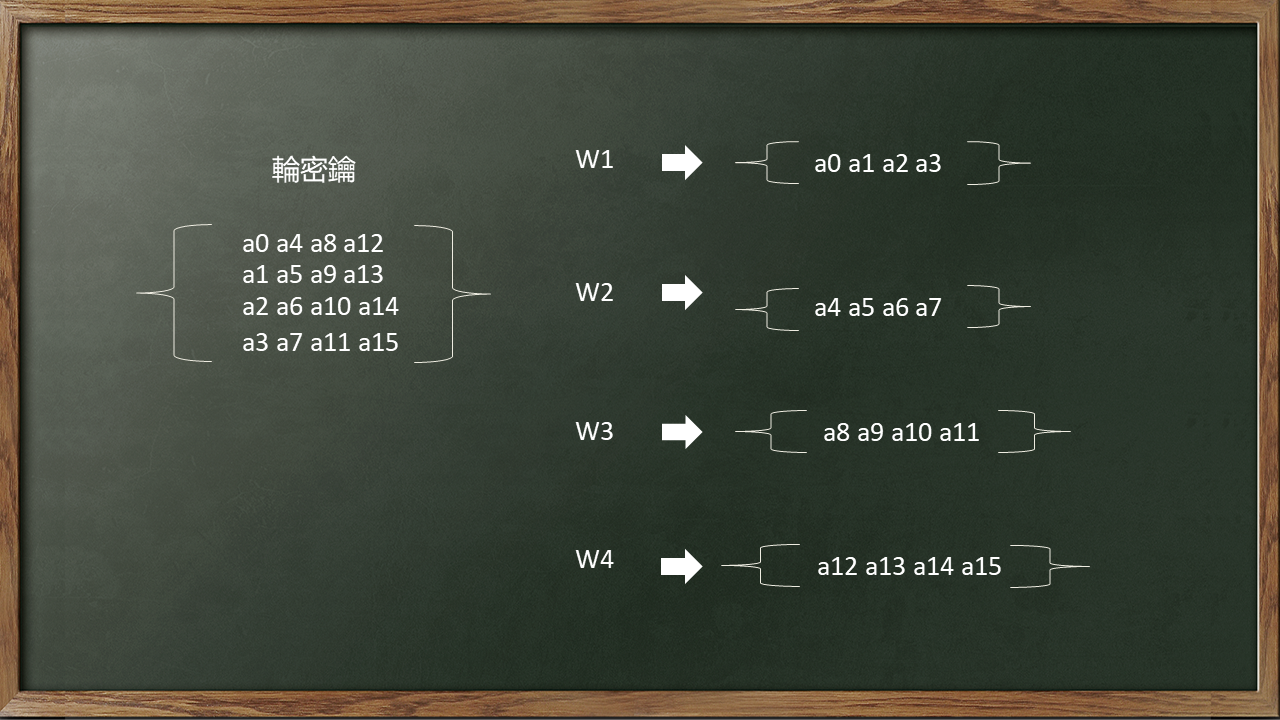 輪密鑰
a0 a4 a8 a12
a1 a5 a9 a13
a2 a6 a10 a14
a3 a7 a11 a15
W1
a0 a1 a2 a3
W2
a4 a5 a6 a7
W3
a8 a9 a10 a11
W4
a12 a13 a14 a15